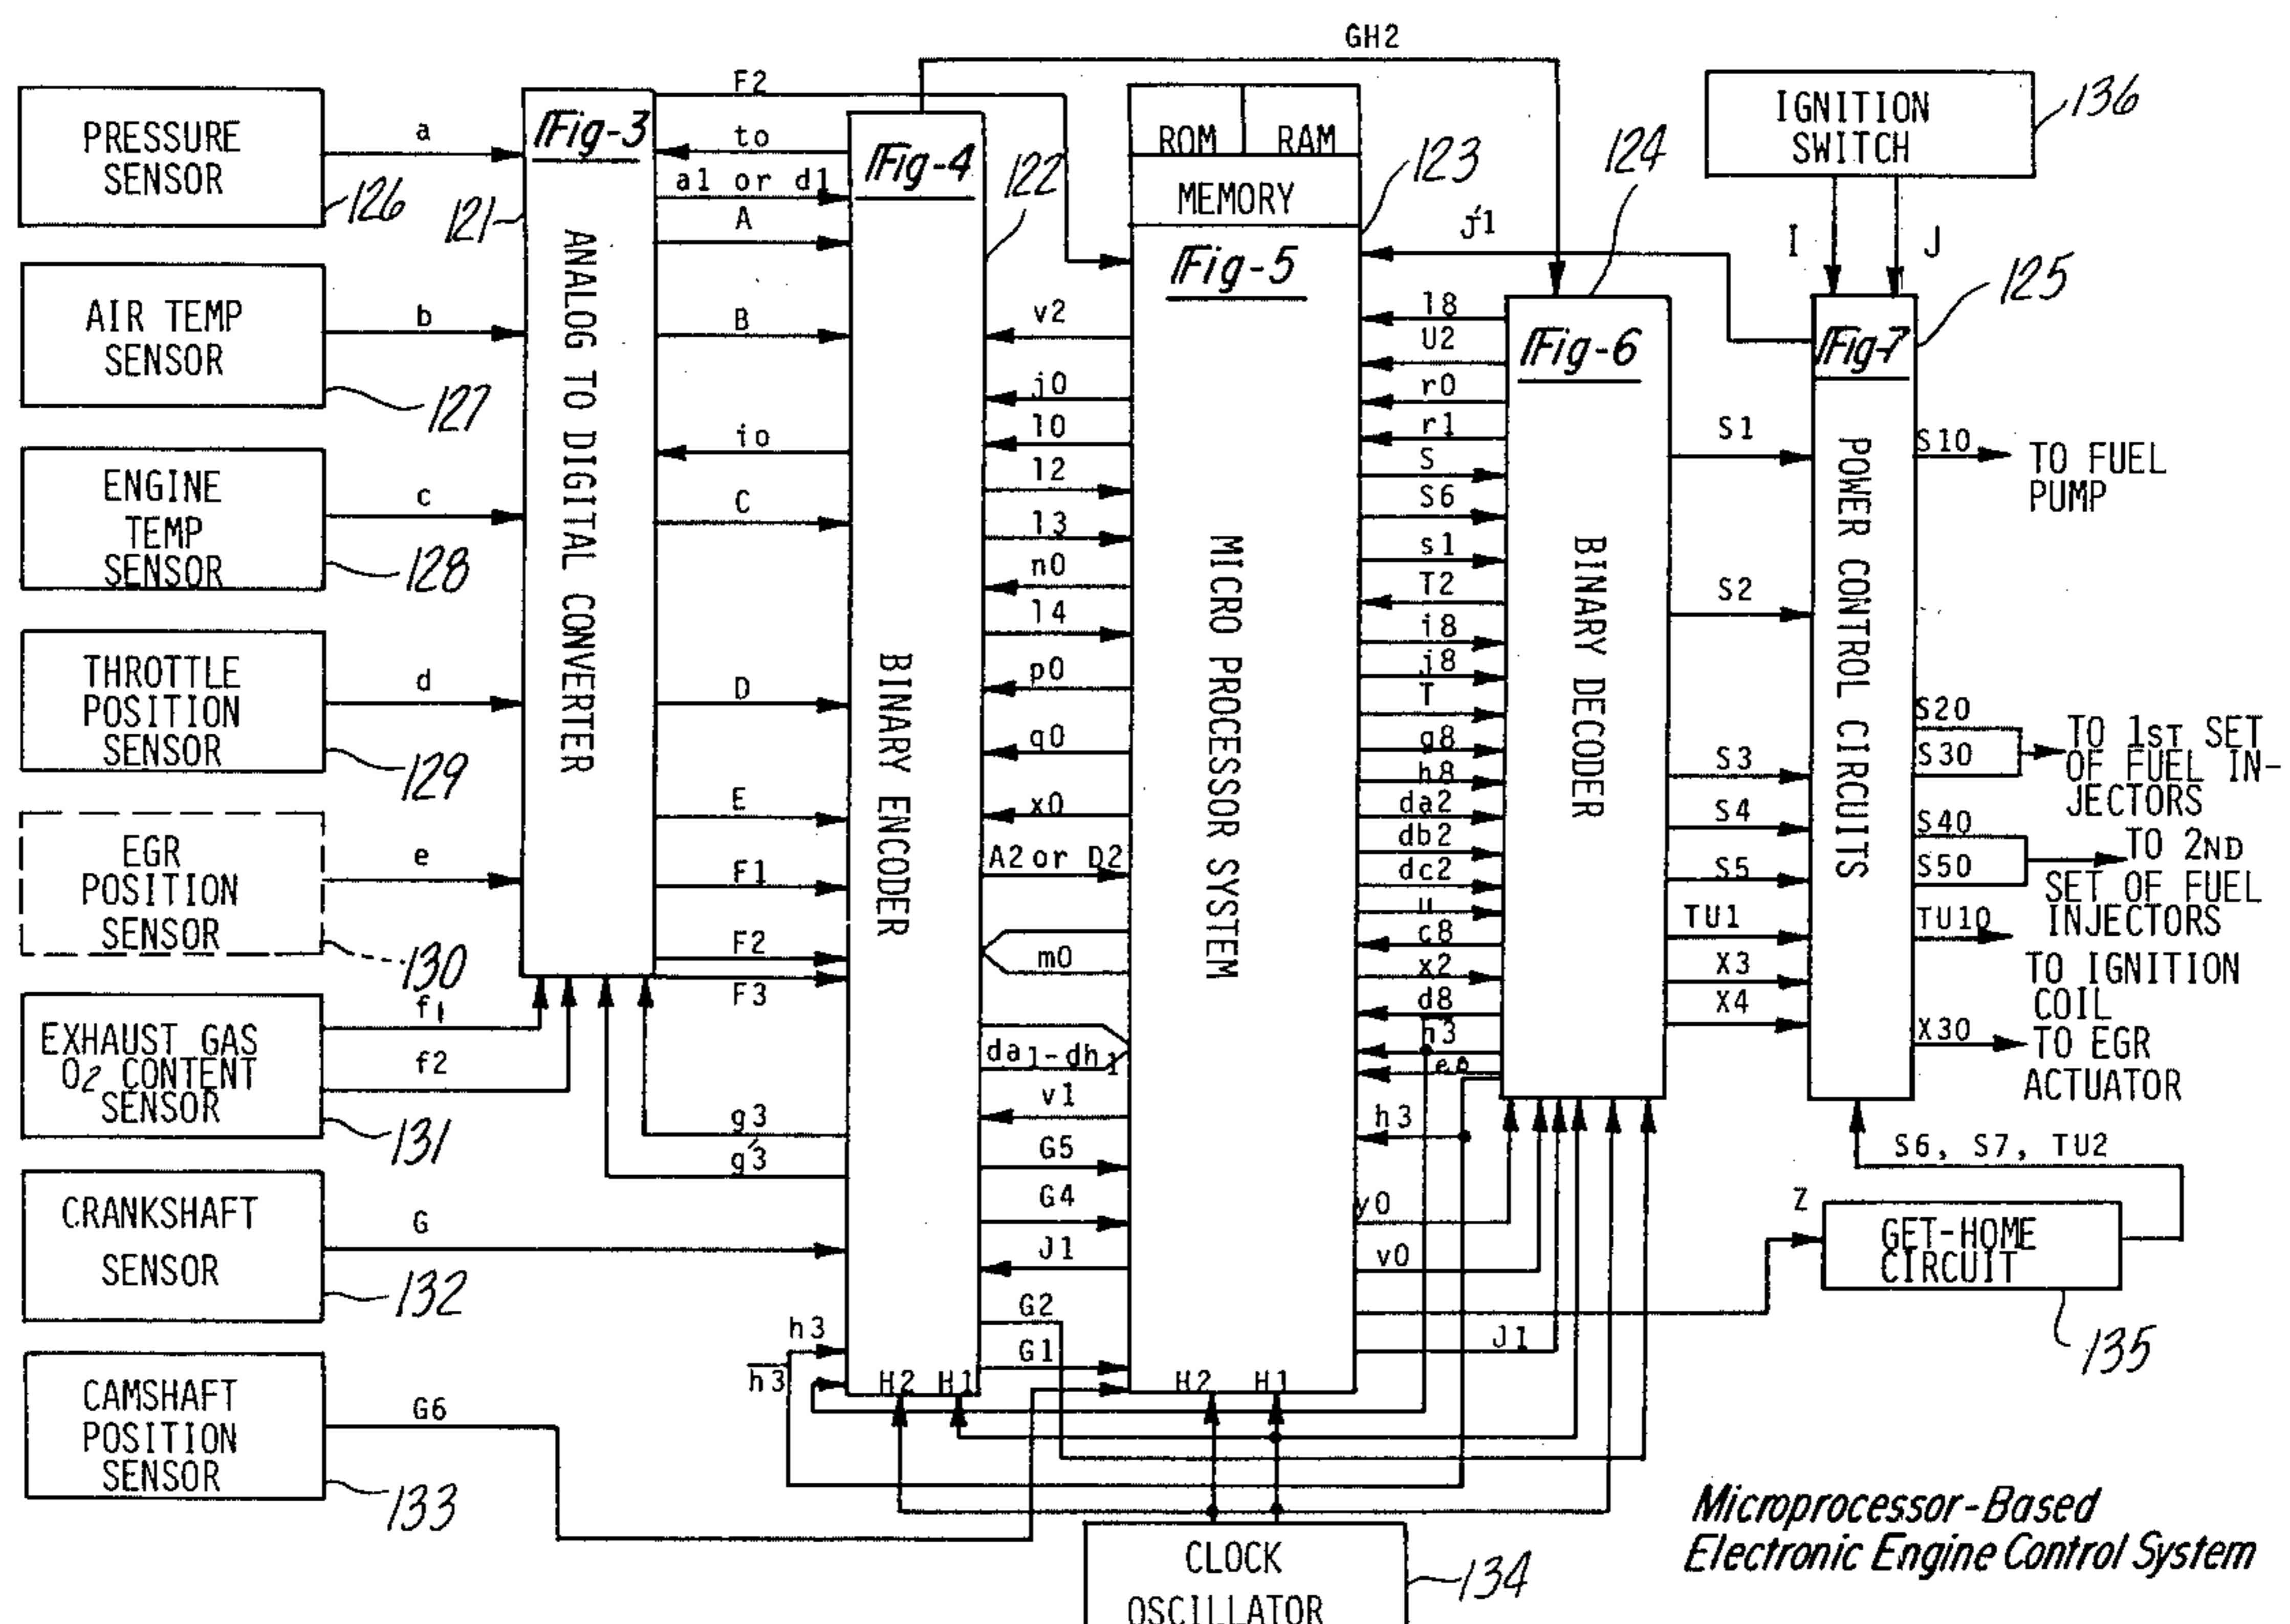 GH2
PRESSURE
SENSOR
126
a
AIR TEMP
SENSOR
127
b
ENGINE
TEMP
SENSOR
128
c
THROTTLE
POSITION
SENSOR
129
d
EGR
POSITION
SENSOR
130
e
EXHAUST GAS
O2 CONTENT
SENSOR
131
f1
f2
CRANKSHAFT
SENSOR
132
G
CAMSHAFT
POSITION
SENSOR
133
G6
Fig-3
121
ANALOG TO DIGITAL CONVERTER
F2
to
a1 or d1
A
B
io
C
D
E
F1
F2
F3
g3
g'3
h3
h3
Fig-4
122
BINARY ENCODER
H2 H1
v2
j0
l0
l2
l3
n0
l4
p0
q0
x0
A2 or D2
m0
da1-dh1
v1
G5
G4
J1
G2
G1
ROM RAM
MEMORY
123
Fig-5
MICRO PROCESSOR SYSTEM
H2 H1
j'1
l8
U2
r0
r1
S
S6
s1
T2
i8
j8
T
g8
h8
da2
db2
dc2
u
c8
x2
d8
h3
h3
y0
v0
J1
124
Fig-6
BINARY DECODER
S1
S2
S3
S4
S5
TU1
X3
X4
IGNITION
SWITCH
136
I
J
125
Fig-7
POWER CONTROL CIRCUITS
S10
TO FUEL
PUMP
S20
S30
TO 1ST SET
OF FUEL IN-
JECTORS
S40
S50
TO 2ND
SET OF FUEL
INJECTORS
TU10
TO IGNITION
COIL
X30
TO EGR
ACTUATOR
S6, S7, TU2
Z
GET-HOME
CIRCUIT
135
CLOCK
OSCILLATOR
134
Microprocessor-Based
Electronic Engine Control System